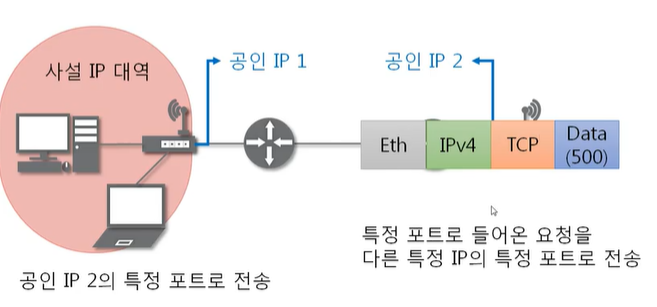 사설 IP 대역
공인 IP 1
공인 IP 2
Eth
IPv4
TCP
Data
(500)
특정 포트로 들어온 요청을
다른 특정 IP의 특정 포트로 전송
공인 IP 2의 특정 포트로 전송